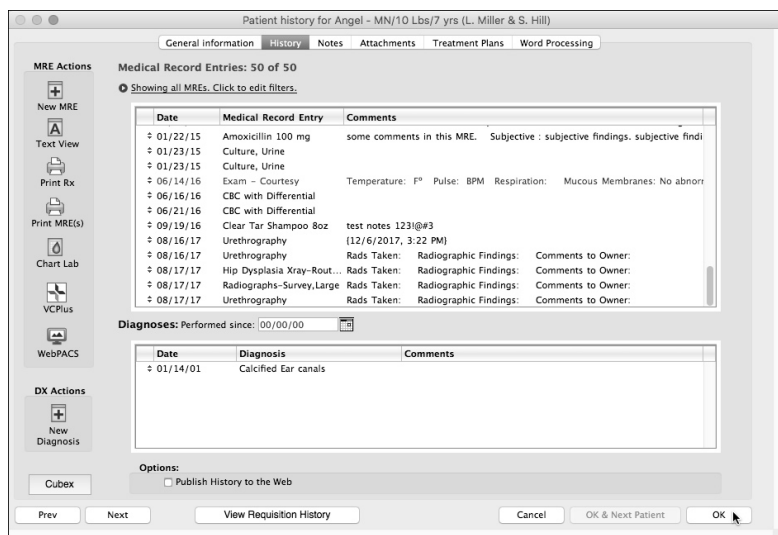 Patient history for Angel - MN/10 Lbs/7 yrs (L. Miller & S. Hill)
General information History Notes Attachments Treatment Plans Word Processing
MRE Actions
New MRE
Text View
Print Rx
Print MRE(s)
Chart Lab
VCPlus
WebPACS
DX Actions
New
Diagnosis
Cubex
Medical Record Entries: 50 of 50
Showing all MREs. Click to edit filters.
Date Medical Record Entry Comments
01/22/15 Amoxicillin 100 mg some comments in this MRE. Subjective : subjective findings. subjective findi
01/23/15 Culture, Urine
01/23/15 Culture, Urine
06/14/16 Exam - Courtesy Temperature: Fº Pulse: BPM Respiration: Mucous Membranes: No abnorr
06/16/16 CBC with Differential
06/21/16 CBC with Differential
09/19/16 Clear Tar Shampoo 8oz test notes 123!@#3
08/16/17 Urethrography {12/6/2017, 3:22 PM}
08/16/17 Urethrography Rads Taken: Radiographic Findings: Comments to Owner:
08/17/17 Hip Dysplasia Xray-Rout... Rads Taken: Radiographic Findings: Comments to Owner:
08/17/17 Radiographs-Survey,Large Rads Taken: Radiographic Findings: Comments to Owner:
08/17/17 Urethrography Rads Taken: Radiographic Findings: Comments to Owner:
Diagnoses: Performed since: 00/00/00
Date Diagnosis Comments
01/14/01 Calcified Ear canals
Options:
Publish History to the Web
Prev Next View Requisition History Cancel OK & Next Patient OK